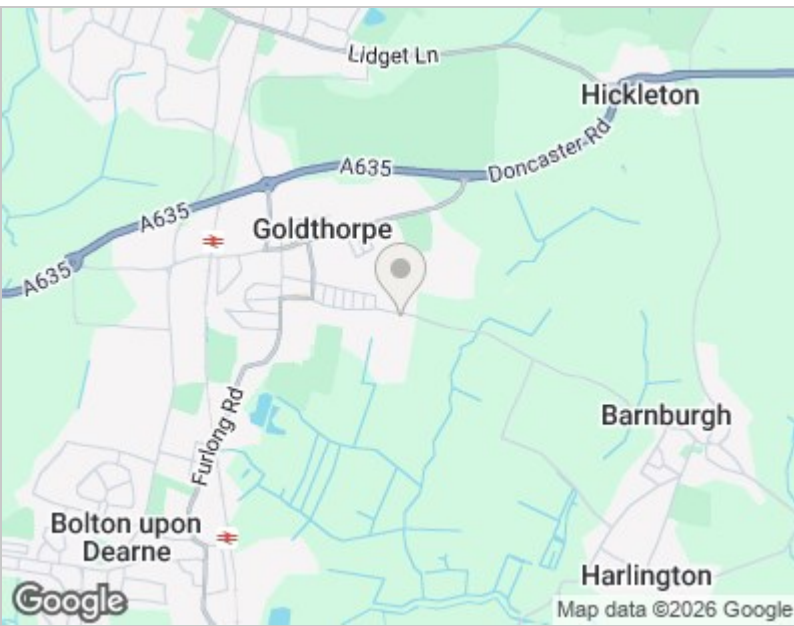 Lidget Ln
Hickleton
A635
Doncaster Rd
A635
Goldthorpe
A635
Furlong Rd
Barnburgh
Bolton upon
Dearne
Harlington
Google
Map data ©2026 Google